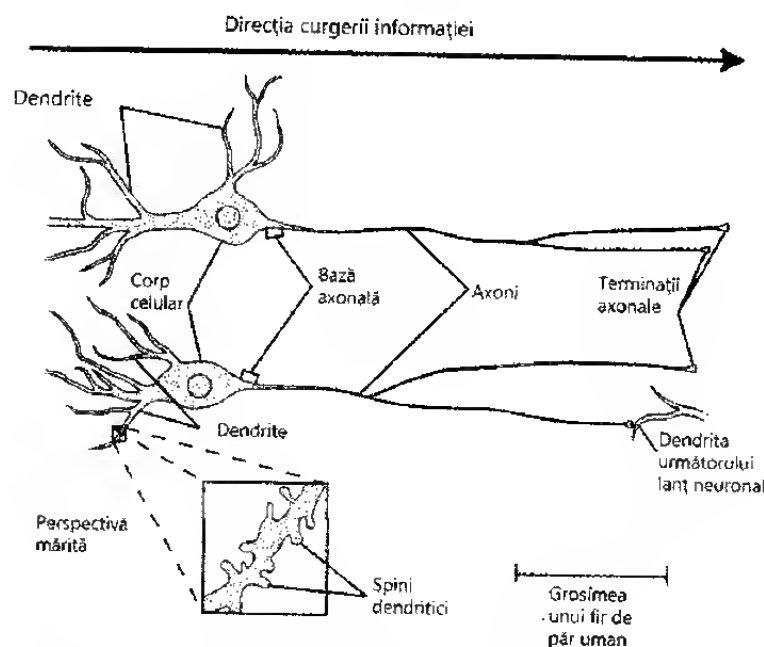 Direcția curgerii informației
Dendrite
Corp
celular
Bază
axonală
Axoni
Terminații
axonale
Dendrite
Dendrita
următorului
lanț neuronal
Perspectivă
mărită
Spini
dendritici
Grosimea
unui fir de
păr uman